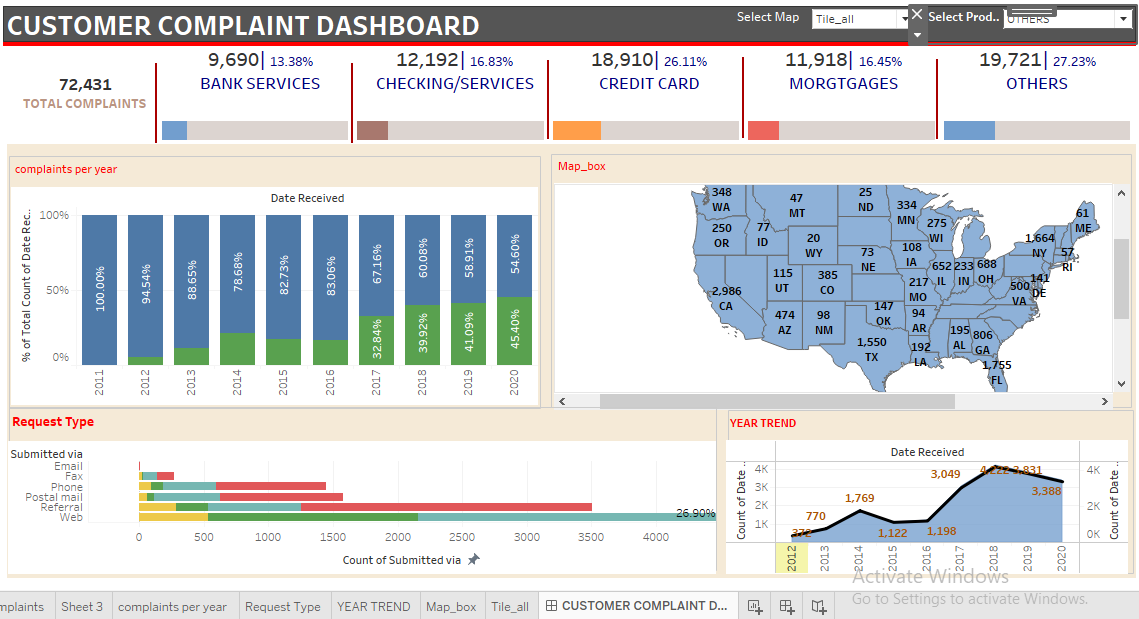 CUSTOMER COMPLAINT DASHBOARD
Select Map
Tile_all
Select Prod..
OTHERS
72,431
TOTAL COMPLAINTS
9,690| 13.38%
BANK SERVICES
12,192| 16.83%
CHECKING/SERVICES
18,910| 26.11%
CREDIT CARD
11,918| 16.45%
MORGTGAGES
19,721| 27.23%
OTHERS
complaints per year
Date Received
% of Total Count of Date Rec..
100%
50%
0%
100.00%
94.54%
88.65%
78.68%
82.73%
83.06%
67.16%
60.08%
58.91%
54.60%
32.84%
39.92%
41.09%
45.40%
2011
2012
2013
2014
2015
2016
2017
2018
2019
2020
Map_box
348
WA
47
MT
25
ND
334
MN
61
ME
250
OR
77
ID
275
WI
20
WY
1,664
NY
57
RI
108
IA
73
NE
652
IL
233
IN
688
OH
141
DE
115
UT
385
CO
217
MO
500
VA
2,986
CA
147
OK
94
AR
474
AZ
98
NM
195
AL
806
GA
1,550
TX
192
LA
1,755
FL
Request Type
Submitted via
Email
Fax
Phone
Postal mail
Referral
Web
26.90%
0
500
1000
1500
2000
2500
3000
3500
4000
Count of Submitted via
YEAR TREND
Date Received
Count of Date ..
4K
3K
2K
1K
372
770
1,769
1,122
1,198
3,049
4,222
3,831
3,388
4K
2K
0K
Count of Date ..
2012
2013
2014
2015
2016
2017
2018
2019
2020
Activate Windows
Go to Settings to activate Windows.
mplaints
Sheet 3
complaints per year
Request Type
YEAR TREND
Map_box
Tile_all
CUSTOMER COMPLAINT D...